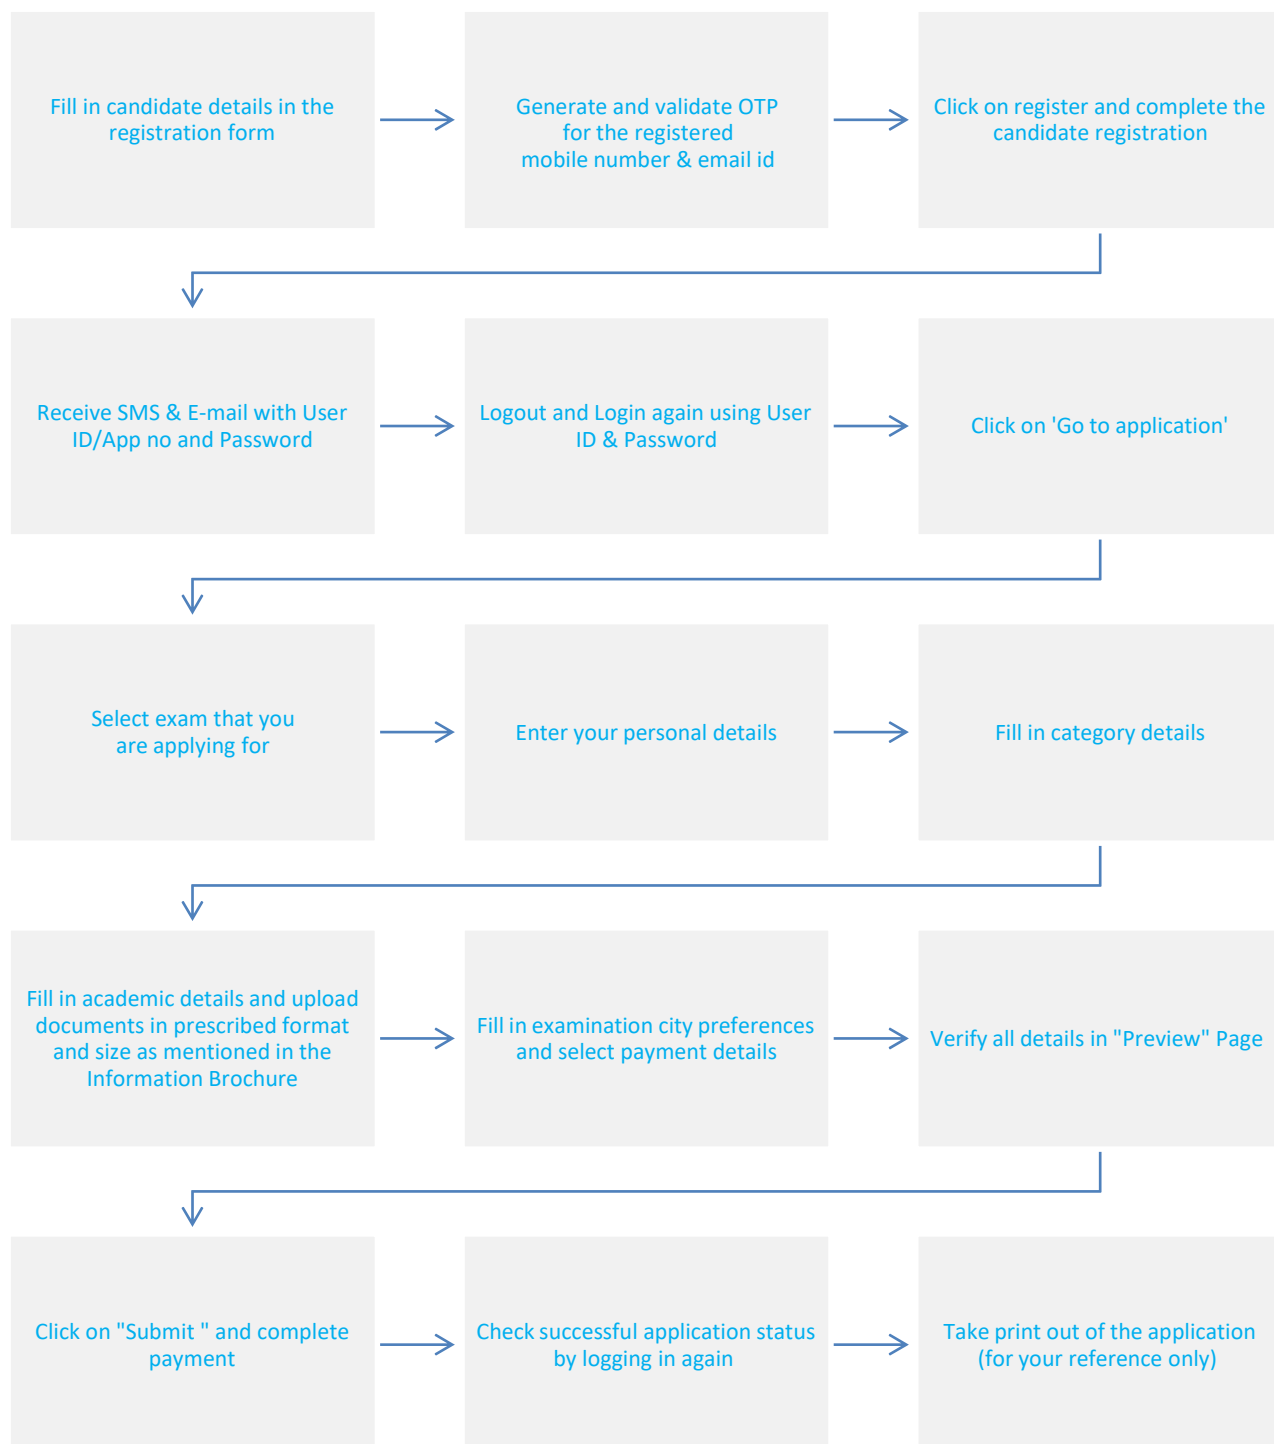 Fill in candidate details in the
registration form
Generate and validate OTP
for the registered
mobile number & email id
Click on register and complete the
candidate registration
Receive SMS & E-mail with User
ID/App no and Password
Logout and Login again using User
ID & Password
Click on 'Go to application'
Select exam that you
are applying for
Enter your personal details
Fill in category details
Fill in academic details and upload
documents in prescribed format
and size as mentioned in the
Information Brochure
Fill in examination city preferences
and select payment details
Verify all details in "Preview" Page
Click on "Submit " and complete
payment
Check successful application status
by logging in again
Take print out of the application
(for your reference only)